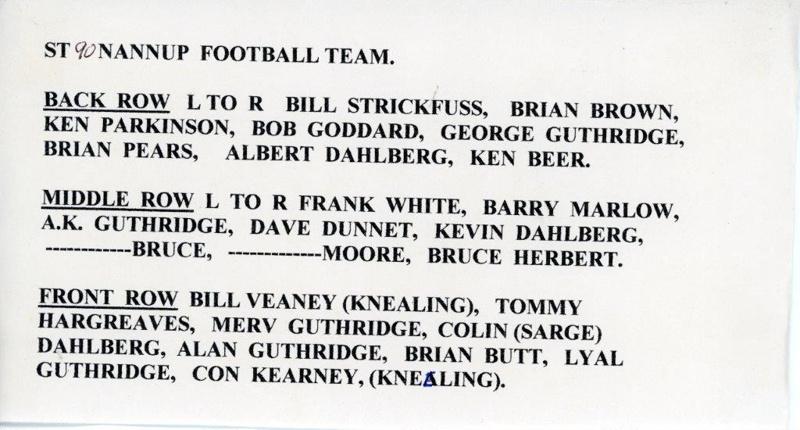 ST 90 NANNUP FOOTBALL TEAM.
BACK ROW L TO R BILL STRICKFUSS, BRIAN BROWN,
KEN PARKINSON, BOB GODDARD, GEORGE GUTHRIDGE,
BRIAN PEARS, ALBERT DAHLBERG, KEN BEER.
MIDDLE ROW L TO R FRANK WHITE, BARRY MARLOW,
A.K. GUTHRIDGE, DAVE DUNNET, KEVIN DAHLBERG,
------------BRUCE, -------------MOORE, BRUCE HERBERT.
FRONT ROW BILL VEANEY (KNEALING), TOMMY
HARGREAVES, MERV GUTHRIDGE, COLIN (SARGE)
DAHLBERG, ALAN GUTHRIDGE, BRIAN BUTT, LYAL
GUTHRIDGE, CON KEARNEY, (KNEALING).